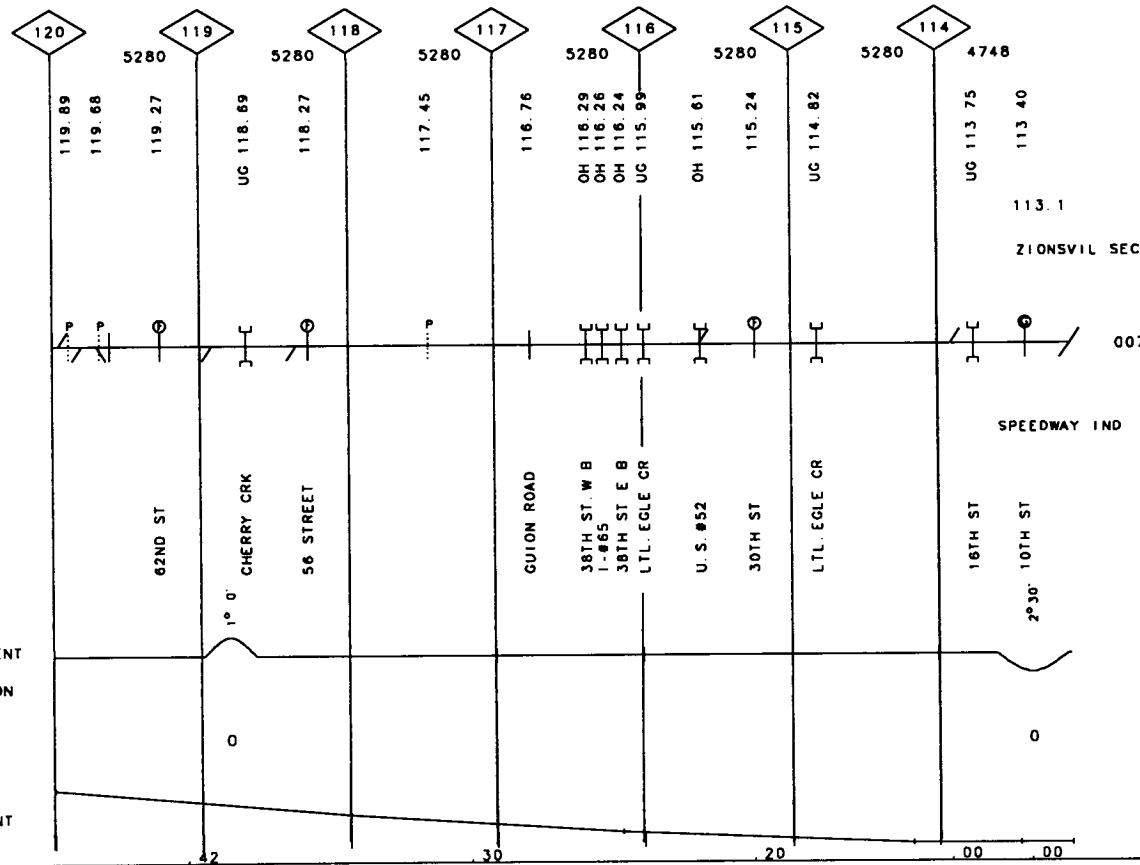 120 119 118 117 116 115 114
5280 5280 5280 5280 5280 5280 4748
119.89
119.68
119.27
UG 118.69
118.27
117.45
116.76
OH 116.29
OH 116.26
OH 116.24
UG 115.99
OH 115.61
115.24
UG 114.82
UG 113 75
113 40
113.1
ZIONSVIL SEC
P P F F P F G
007
SPEEDWAY IND
62ND ST
CHERRY CRK
56 STREET
GUION ROAD
38TH ST. W B
I-#65
38TH ST E B
LTL. EGLE CR
U.S. #52
30TH ST
LTL. EGLE CR
16TH ST
10TH ST
1° 0'
2° 30'
ENT
ON
0 0
NT
.42 .30 .20 .00 .00